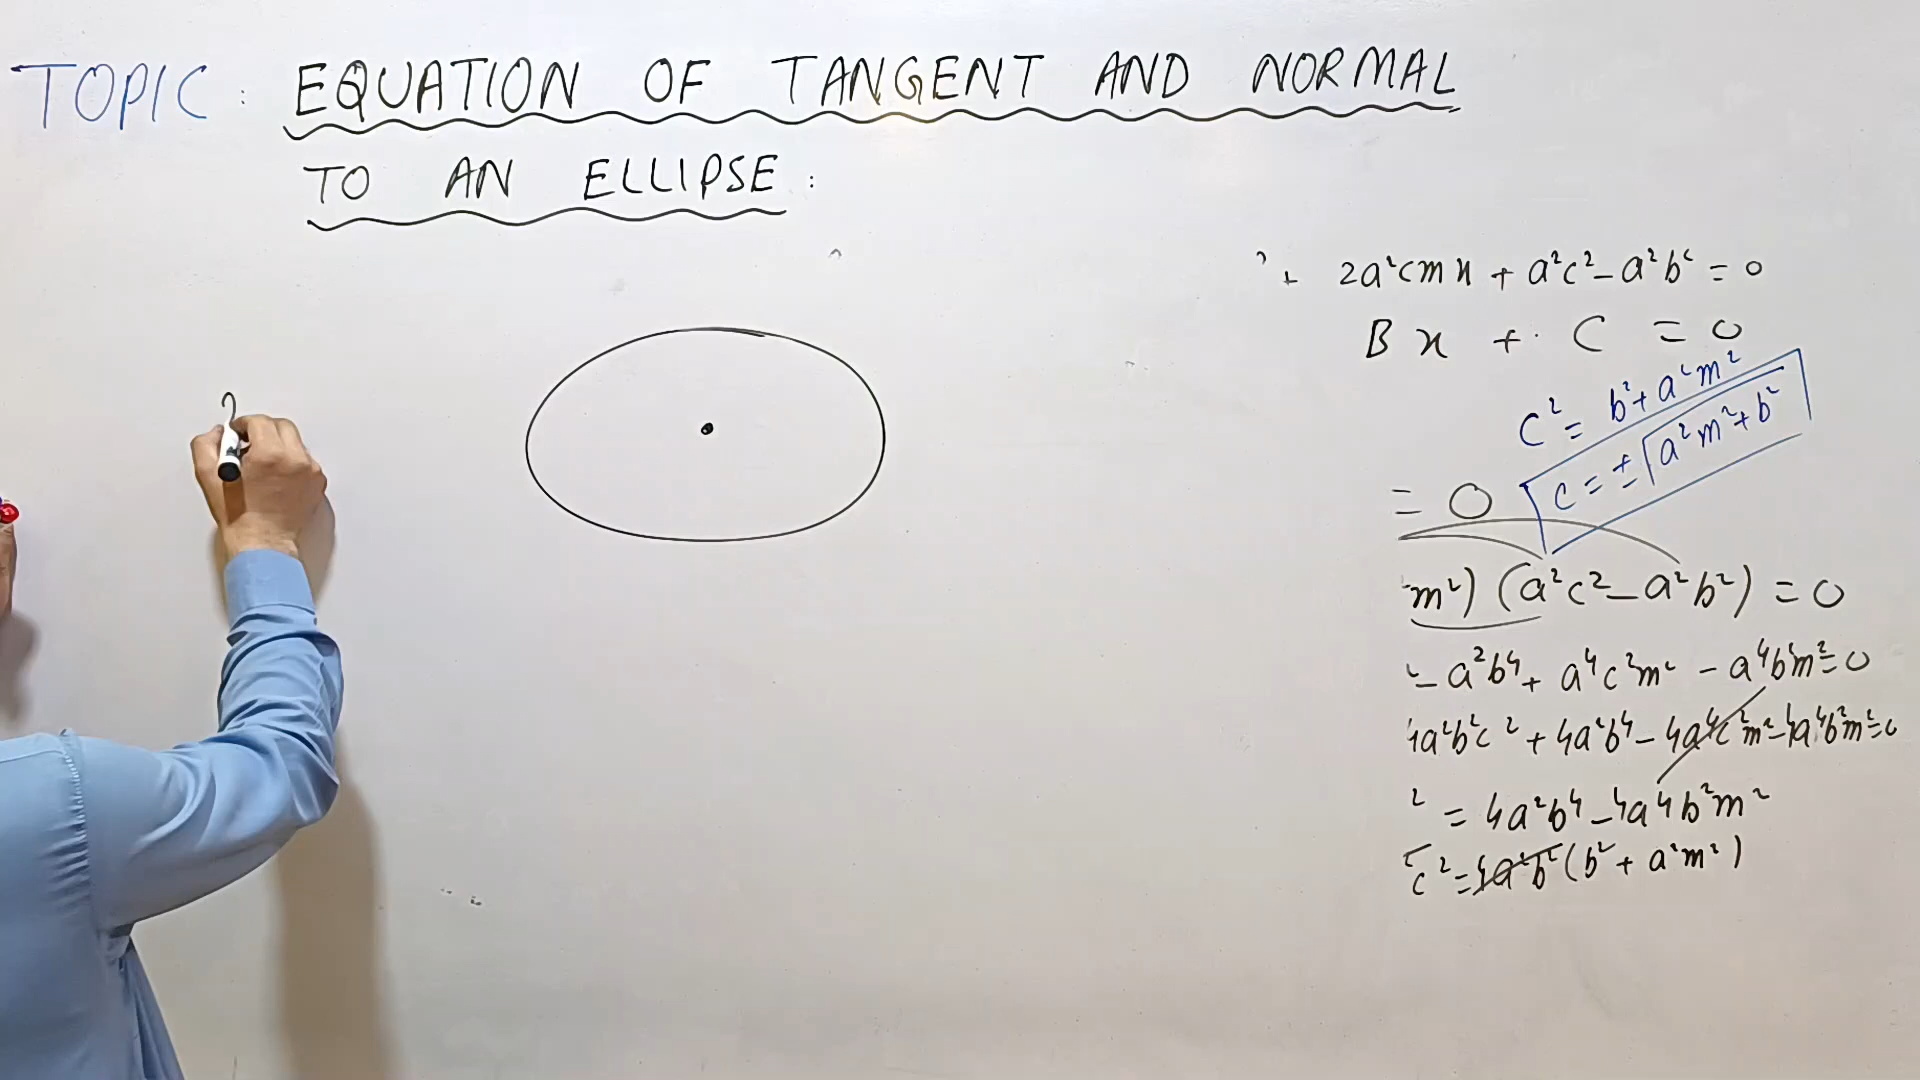 TOPIC : EQUATION OF TANGENT AND NORMAL
TO AN ELLIPSE :
+ 2a²cmx + a²c² - a²b² = 0
Bx + C = 0
c² = b² + a²m²
c = ±√a²m² + b²
= 0
m²) (a²c² - a²b²) = 0
- a²b⁴ + a⁴c²m² - a⁴b²m² = 0
4a²b²c² + 4a²b⁴ - 4a⁴c²m² - 4a⁴b²m² = 0
² = 4a²b⁴ - 4a⁴b²m²
c² = 4a²b² (b² + a²m²)
2